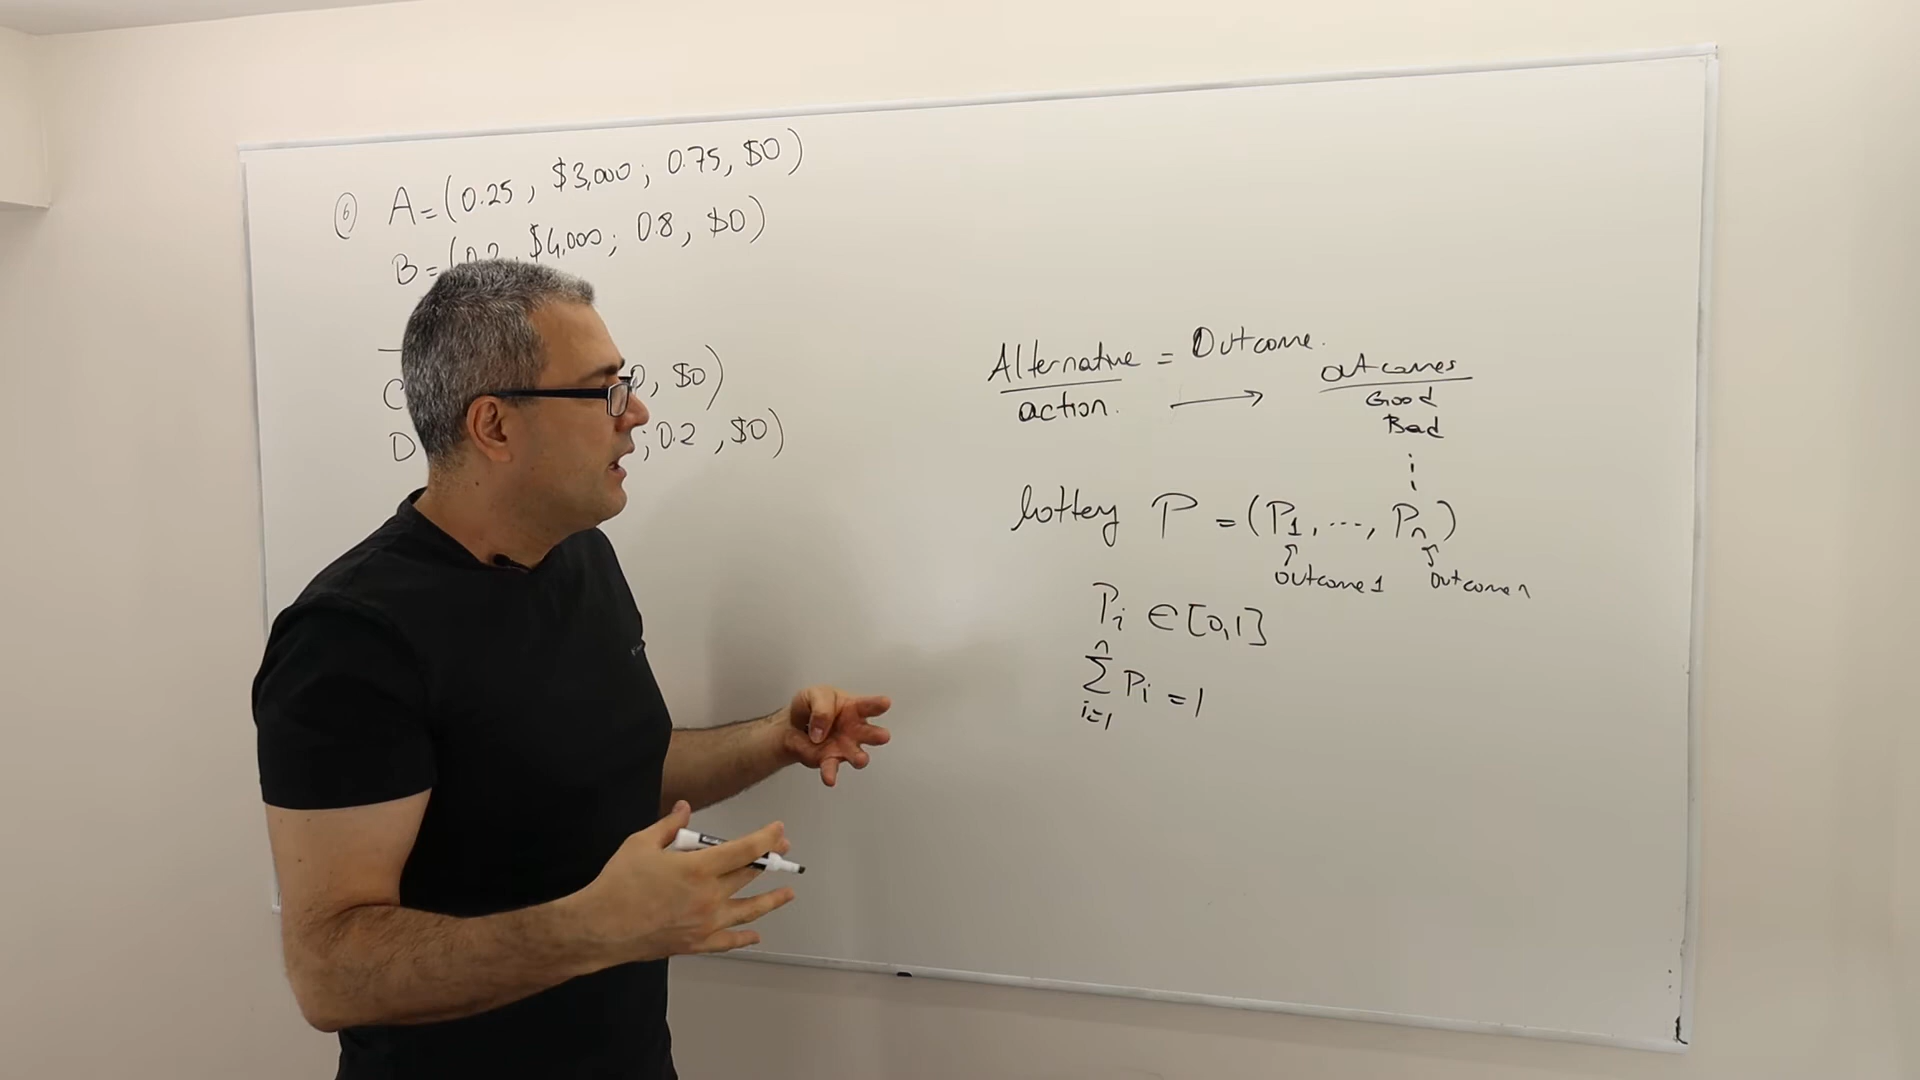 ⑥ A=(0.25, $3,000; 0.75, $0)
B=(0.2, $4,000; 0.8, $0)
C 0, $0)
D ;0.2, $0)
Alternative = Outcome.
action. → outcomes
Good
Bad
⋮
lottery P = (P1, ..., Pn)
↑ outcome 1 ↑ outcome n
Pi ∈ [0,1]
n
∑ Pi = 1
i=1